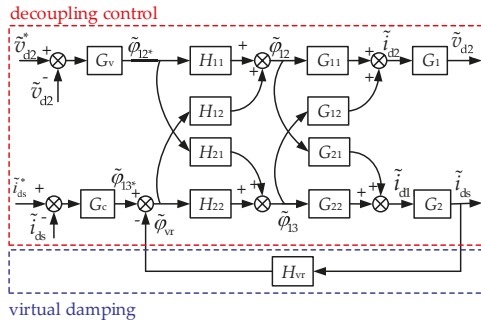 decoupling control
ṽ*d2 + φ̃12* + φ̃12 + ĩd2 ṽd2
Gv H11 G11 G1
- + +
ṽd2
H12 G12
H21 G21
ĩ*ds + φ̃13* + + + ĩd1 ĩds
Gc H22 + G22 + G2
ĩds - - φ̃vr φ̃13
Hvr
virtual damping